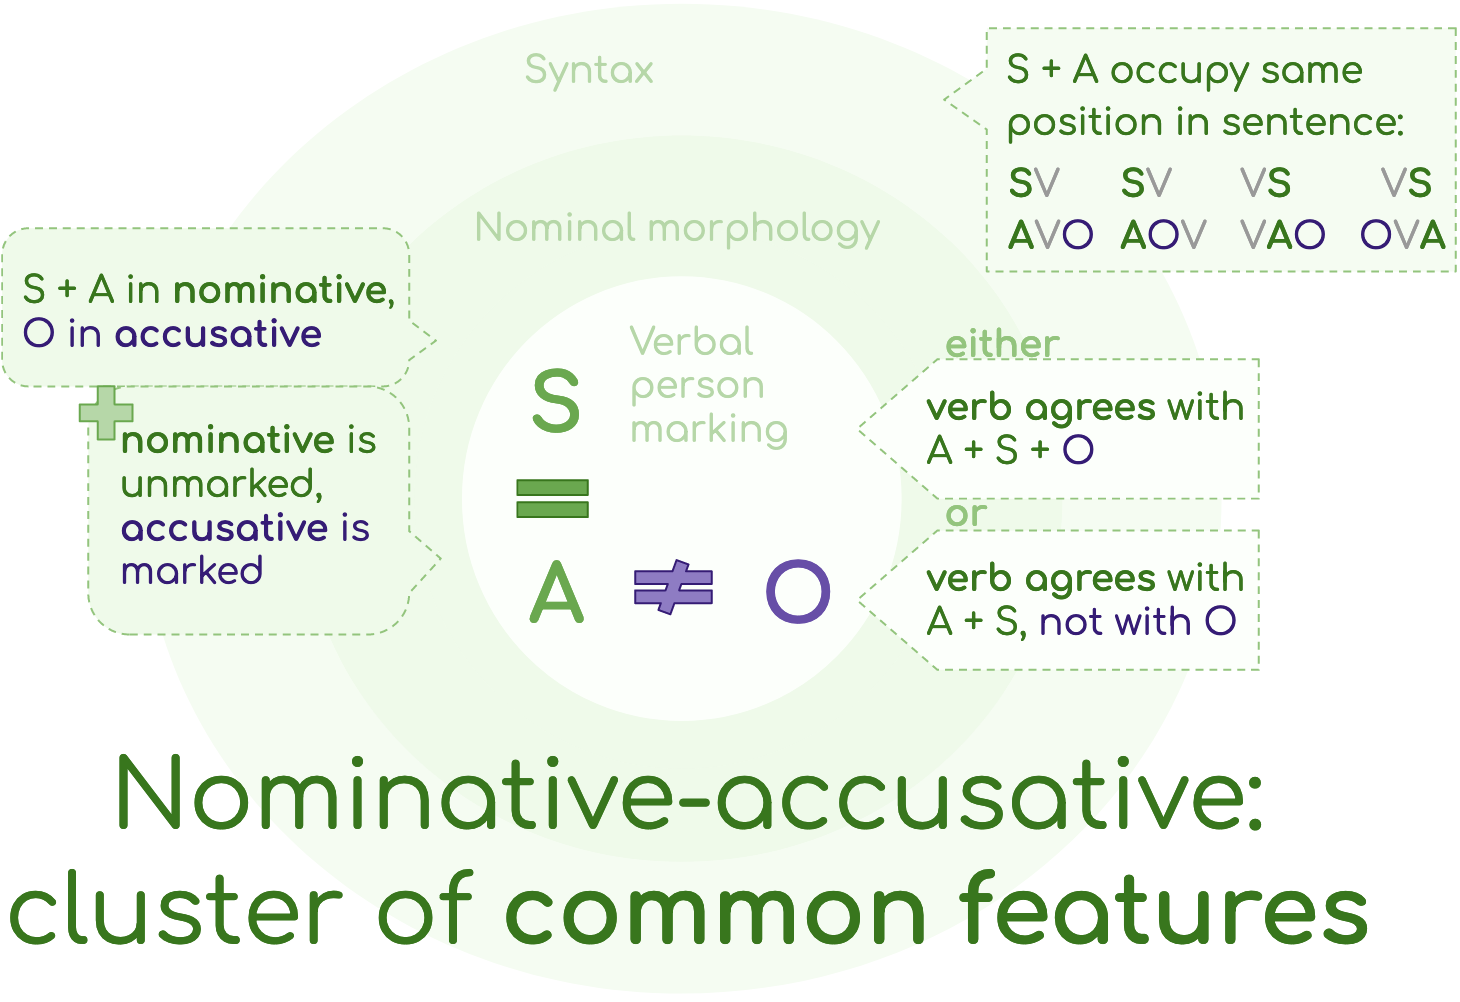 Syntax
S + A occupy same
position in sentence:
SV SV VS VS
AVO AOV VAO OVA
Nominal morphology
S + A in nominative,
O in accusative
nominative is
unmarked,
accusative is
marked
Verbal
person
marking
S
=
A ≠ O
either
verb agrees with
A + S + O
or
verb agrees with
A + S, not with O
Nominative-accusative:
cluster of common features